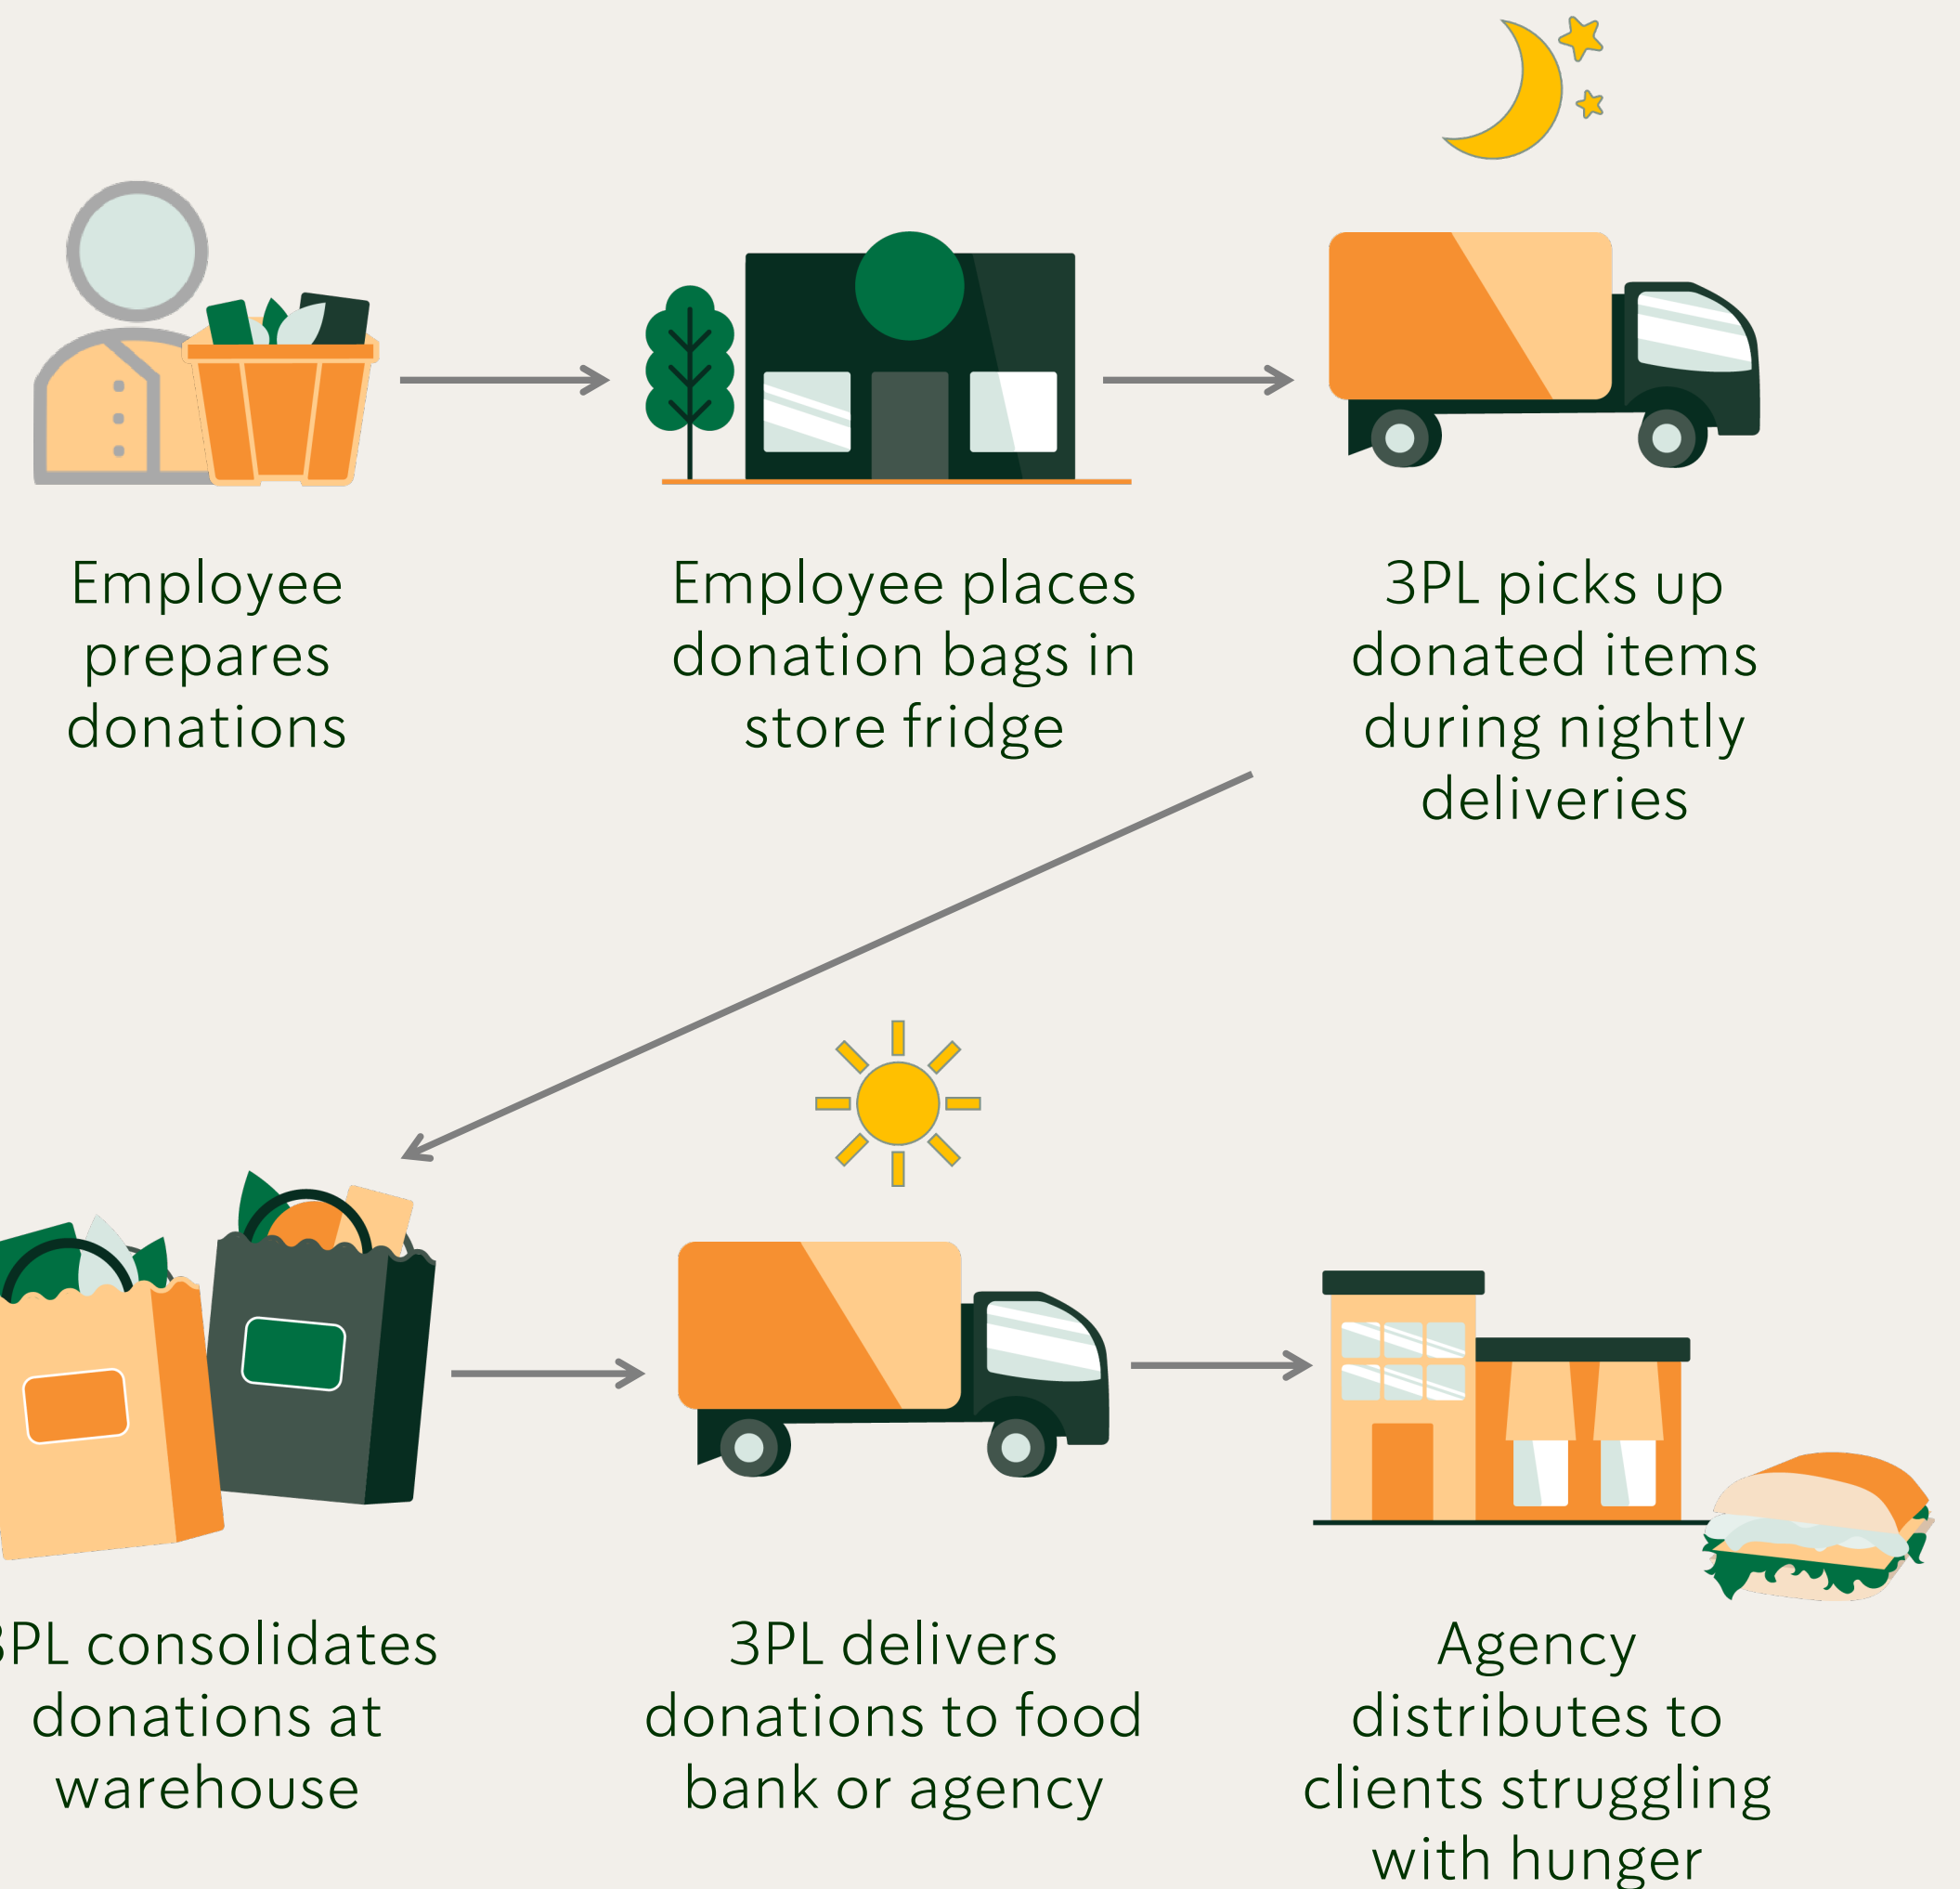 Employee
prepares
donations
Employee places
donation bags in
store fridge
3PL picks up
donated items
during nightly
deliveries
3PL consolidates
donations at
warehouse
3PL delivers
donations to food
bank or agency
Agency
distributes to
clients struggling
with hunger